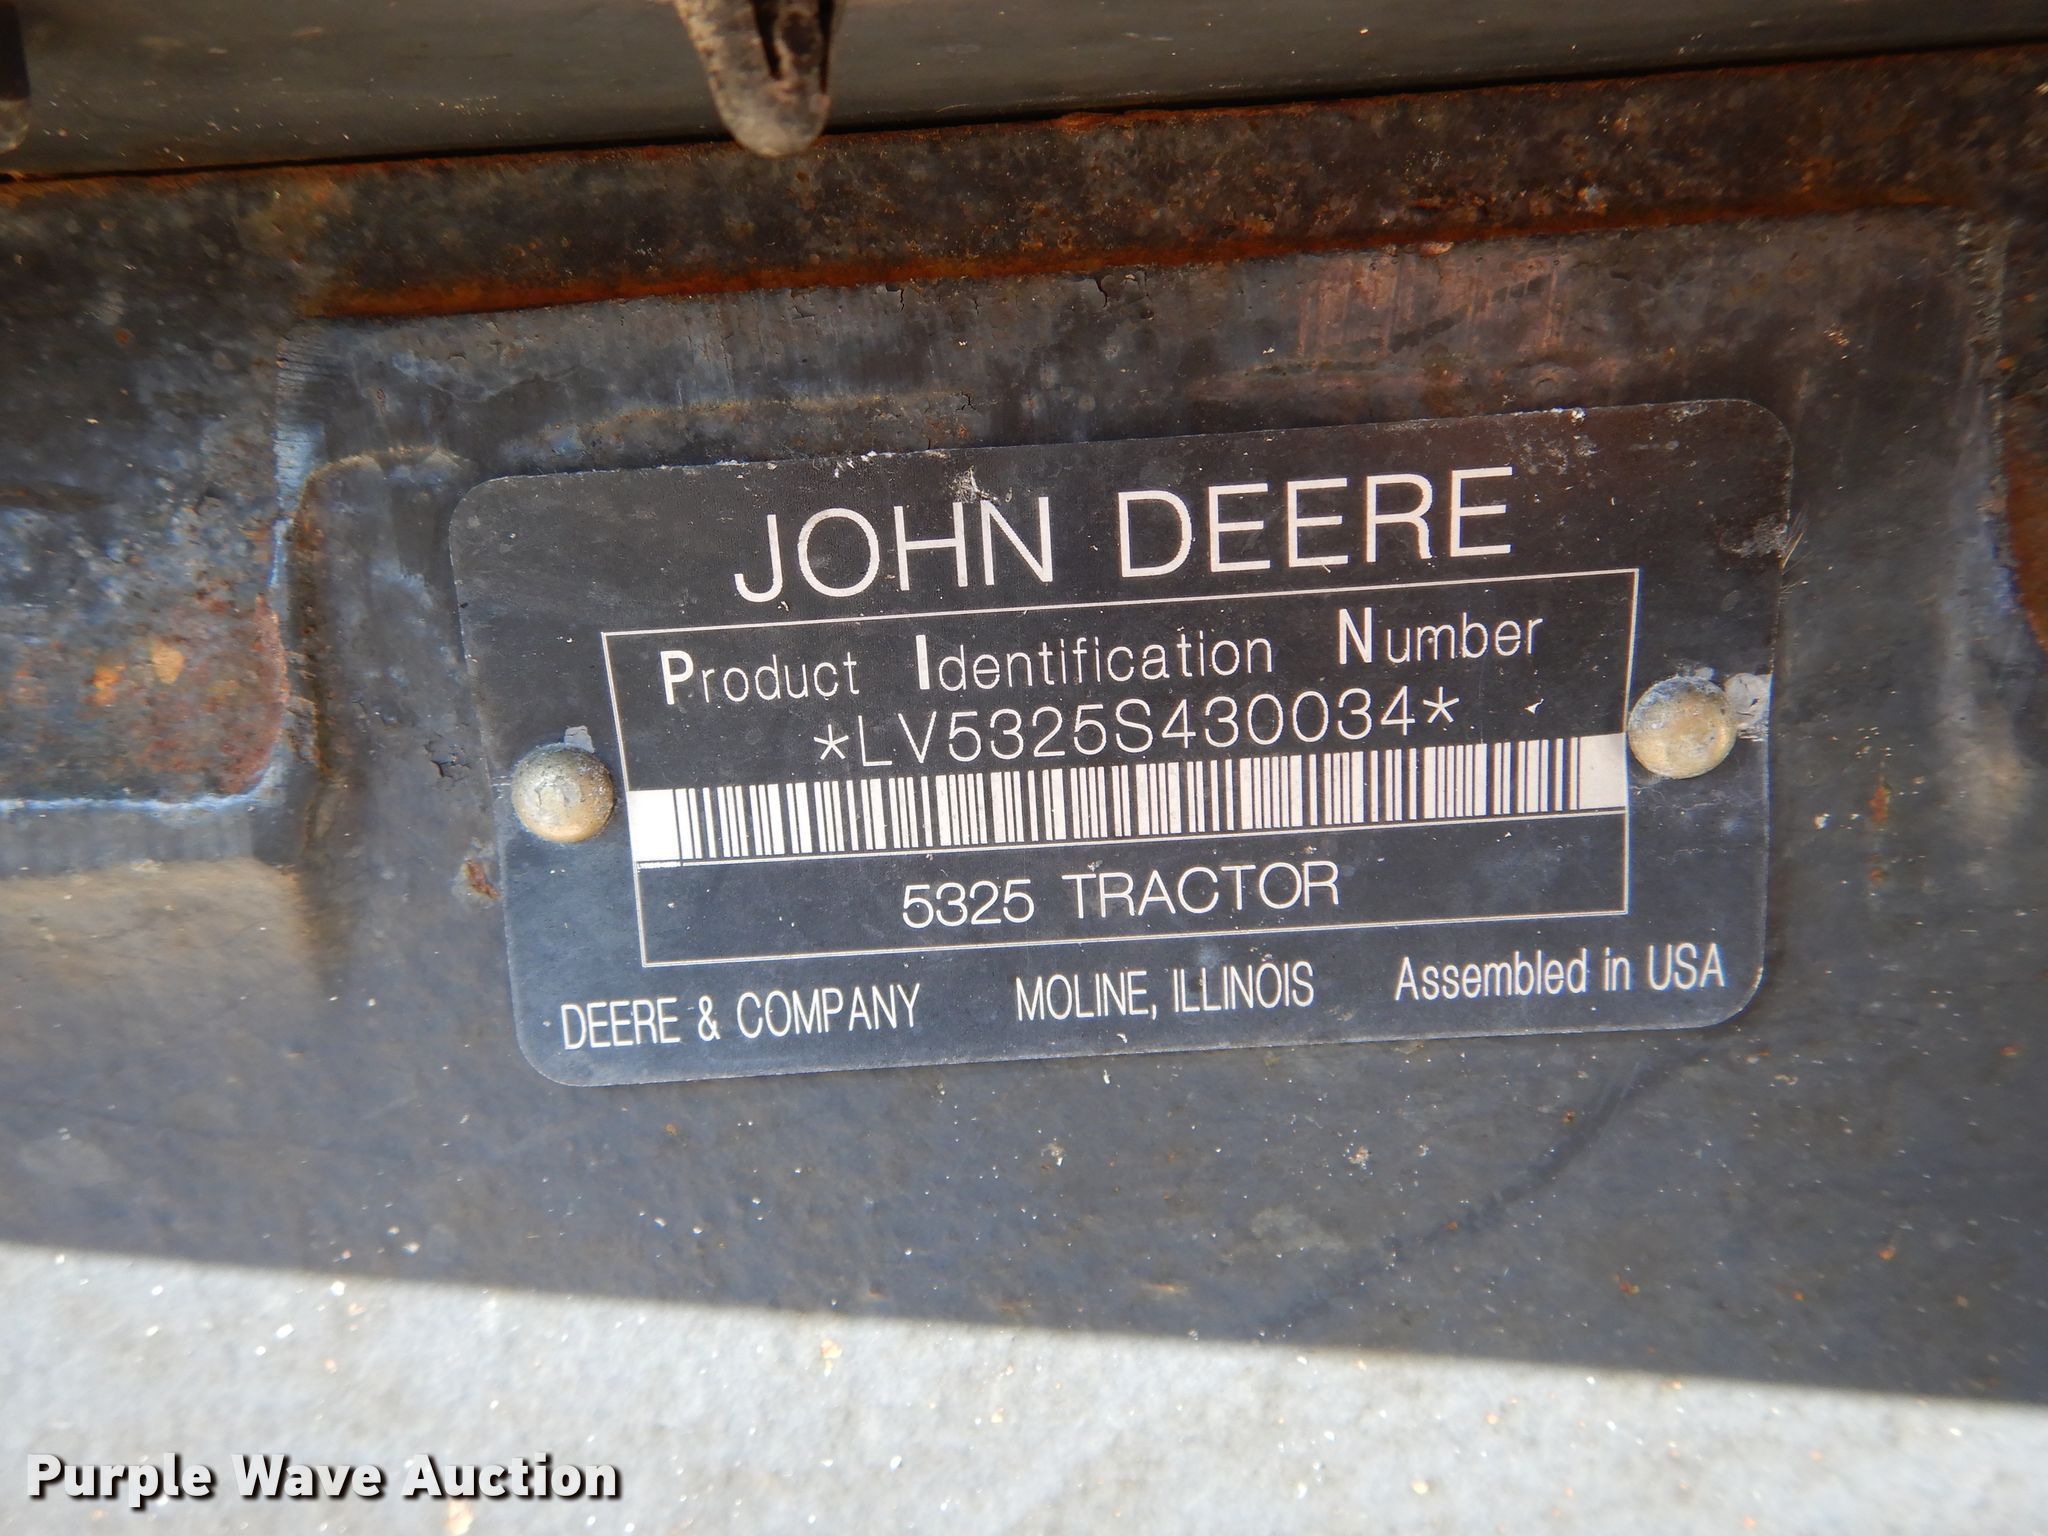 JOHN DEERE
Product Identification Number
*LV5325S430034*
5325 TRACTOR
DEERE & COMPANY MOLINE, ILLINOIS Assembled in USA
Purple Wave Auction